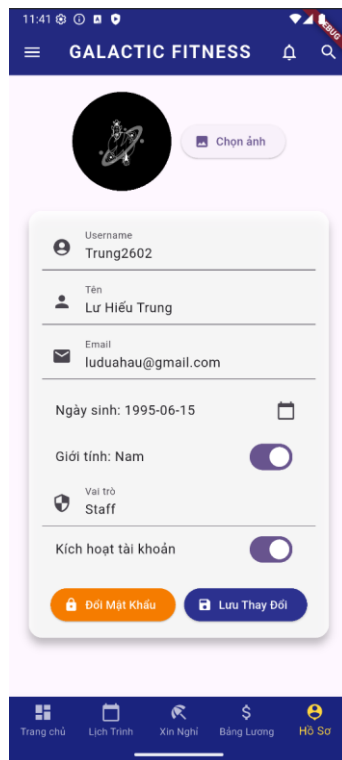 11:41
DEBUG
GALACTIC FITNESS
Chọn ảnh
Username
Trung2602
Tên
Lư Hiếu Trung
Email
luduahau@gmail.com
Ngày sinh: 1995-06-15
Giới tính: Nam
Vai trò
Staff
Kích hoạt tài khoản
Đổi Mật Khẩu
Lưu Thay Đổi
Trang chủ
Lịch Trình
Xin Nghỉ
Bảng Lương
Hồ Sơ